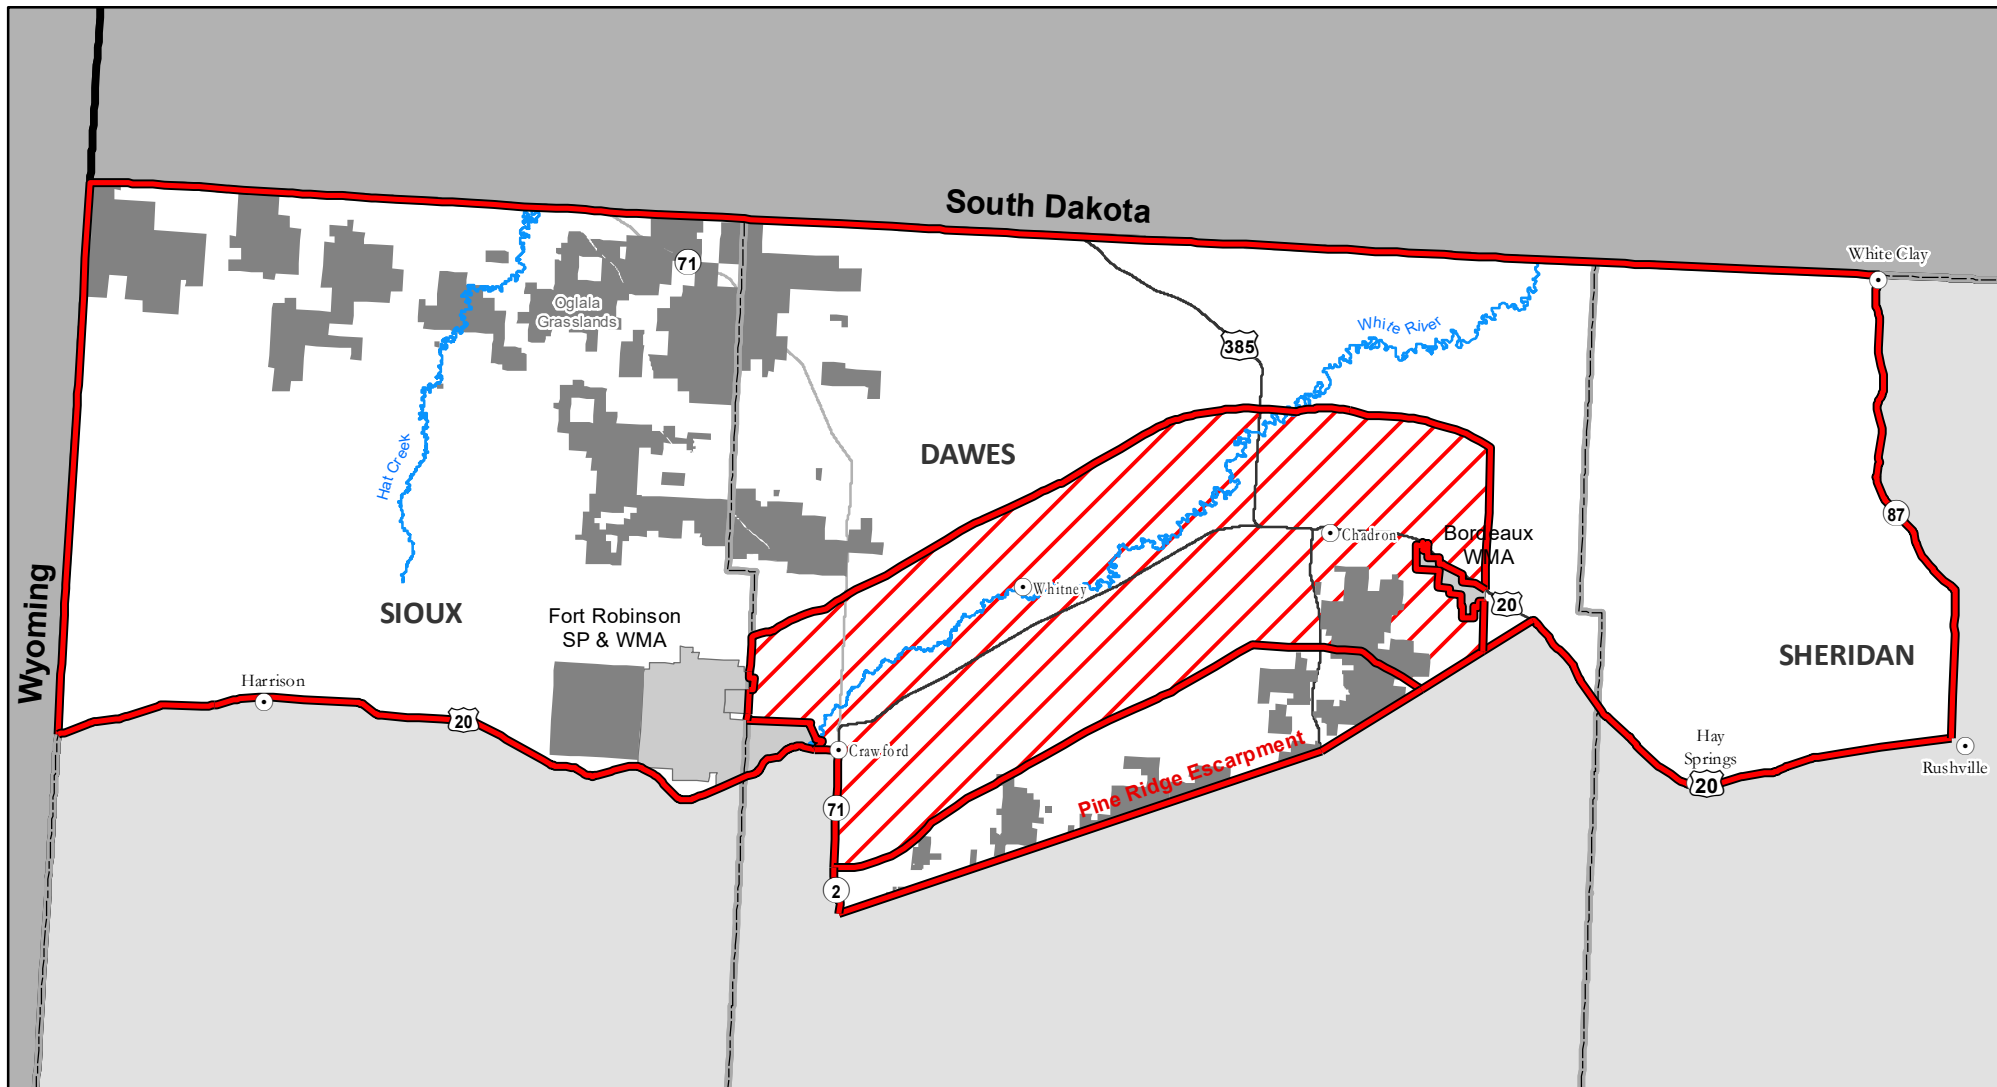 South Dakota
White Clay
71
Oglala
Grasslands
White River
385
DAWES
Hat Creek
87
Chadron
Bordeaux
WMA
Wyoming
SIOUX
Whitney
20
Fort Robinson
SP & WMA
SHERIDAN
Harrison
20
Crawford
Pine Ridge Escarpment
Hay
Springs
20
Rushville
71
2